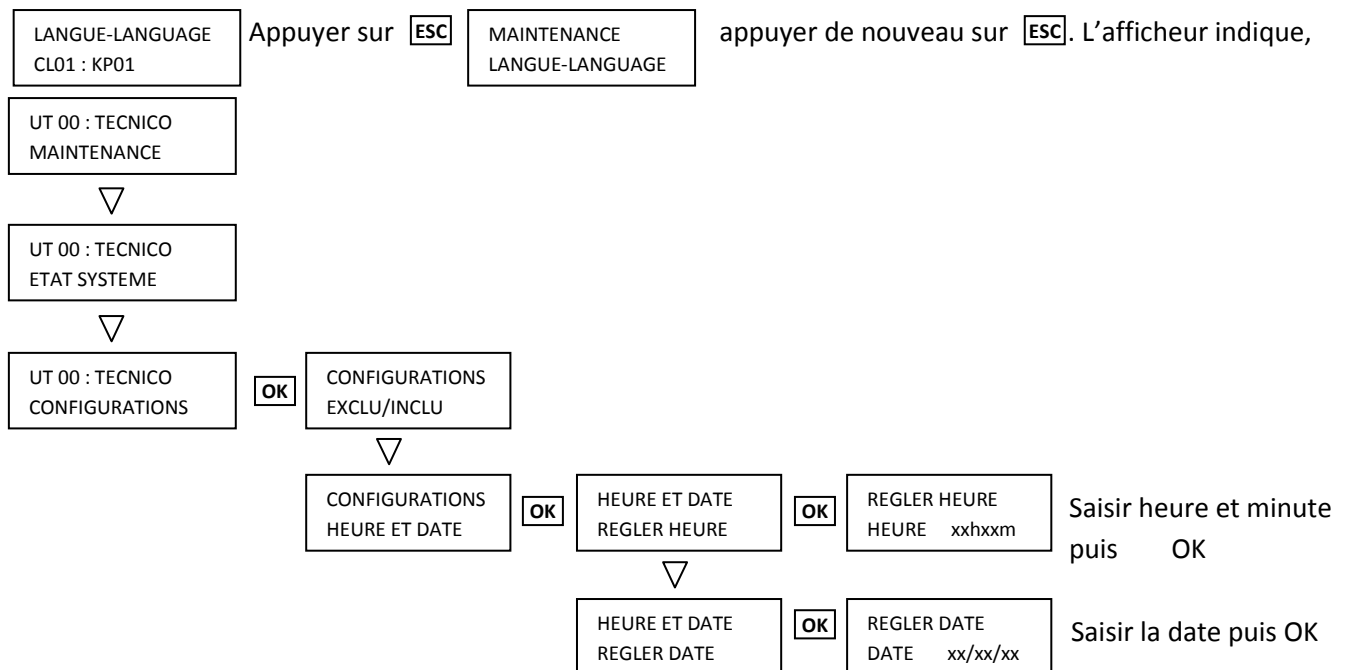 LANGUE-LANGUAGE
CL01 : KP01
Appuyer sur ESC
MAINTENANCE
LANGUE-LANGUAGE
appuyer de nouveau sur ESC. L’afficheur indique,
UT 00 : TECNICO
MAINTENANCE
UT 00 : TECNICO
ETAT SYSTEME
UT 00 : TECNICO
CONFIGURATIONS
OK
CONFIGURATIONS
EXCLU/INCLU
CONFIGURATIONS
HEURE ET DATE
OK
HEURE ET DATE
REGLER HEURE
OK
REGLER HEURE
HEURE xxhxxm
Saisir heure et minute
puis OK
HEURE ET DATE
REGLER DATE
OK
REGLER DATE
DATE xx/xx/xx
Saisir la date puis OK